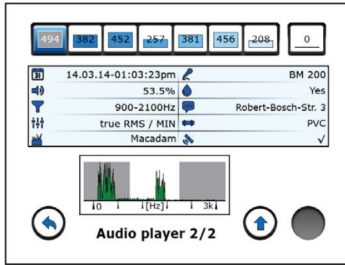 494 382 452 257 381 456 208 0
31 14.03.14-01:03:23pm BM 200
53.5% Yes
900-2100Hz Robert-Bosch-Str. 3
true RMS / MIN PVC
Macadam √
0 [Hz] 3k
Audio player 2/2